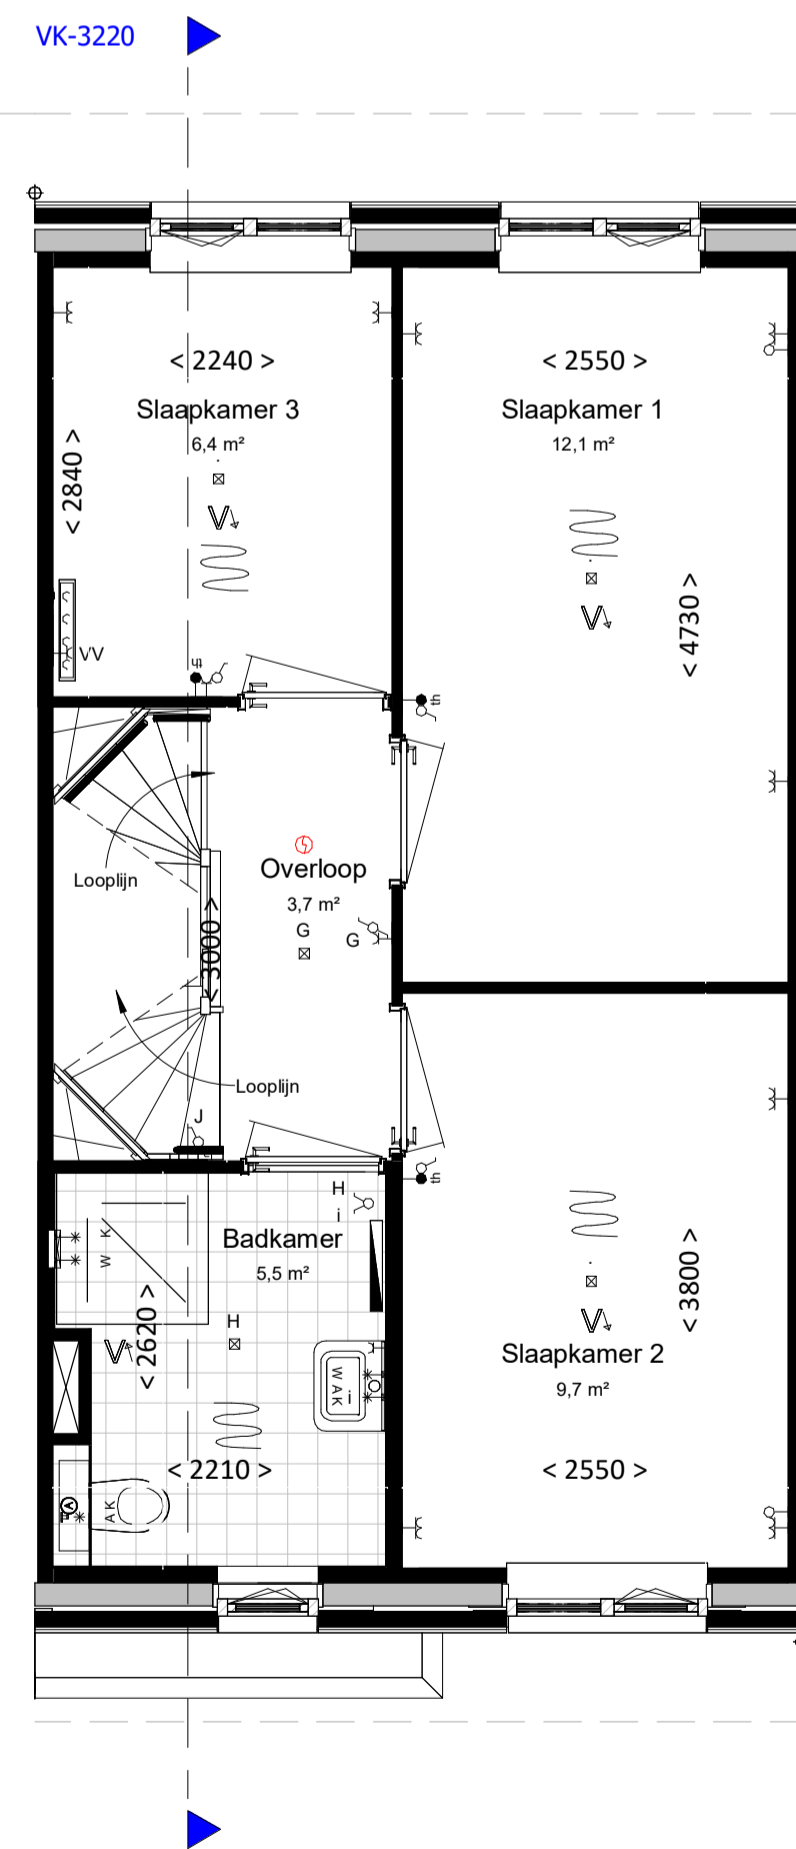 VK-3220
< 2240 >
Slaapkamer 3
6,4 m²
< 2840 >
VV
< 2550 >
Slaapkamer 1
12,1 m²
< 4730 >
th
Looplijn
Overloop
3,7 m²
G
G
< 3000 >
Looplijn
J
th
H
i
Badkamer
5,5 m²
W K
H
< 2620 >
W A K
i
< 2210 >
A K
< 3800 >
Slaapkamer 2
9,7 m²
< 2550 >